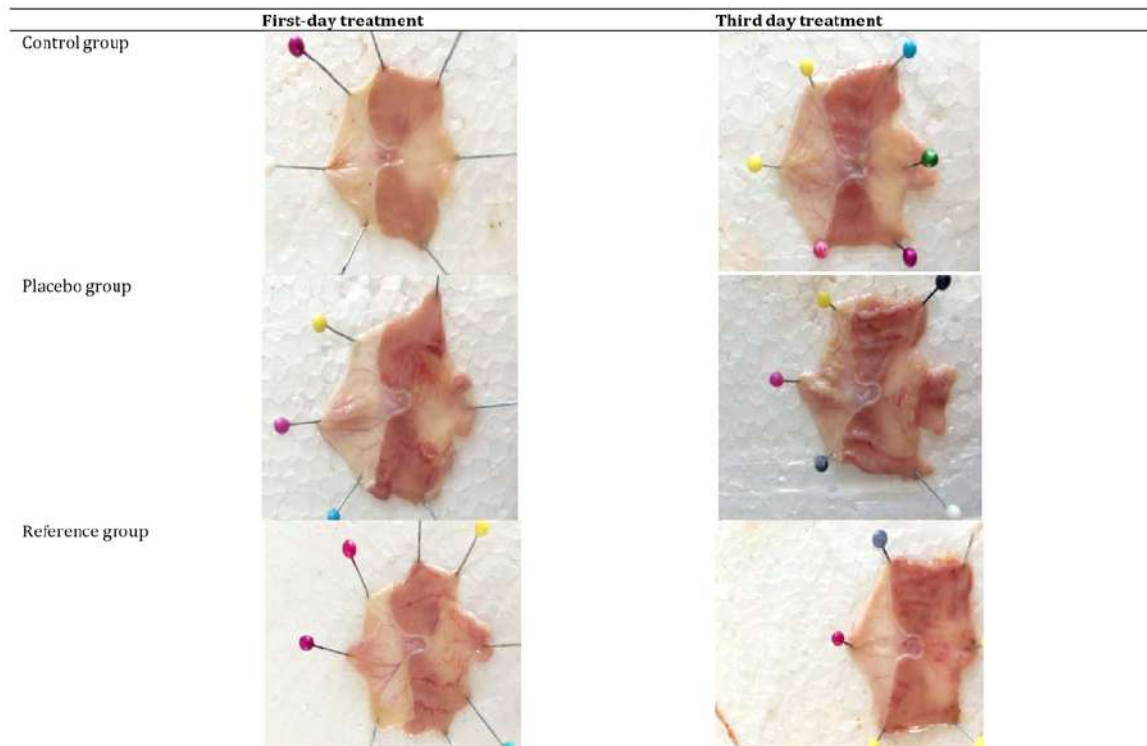 First-day treatment Third day treatment
Control group
Placebo group
Reference group